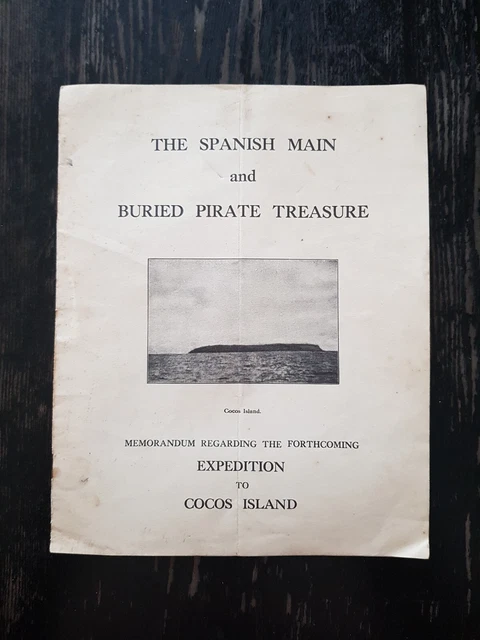 THE SPANISH MAIN
and
BURIED PIRATE TREASURE
Cocos Island.
MEMORANDUM REGARDING THE FORTHCOMING
EXPEDITION
TO
COCOS ISLAND